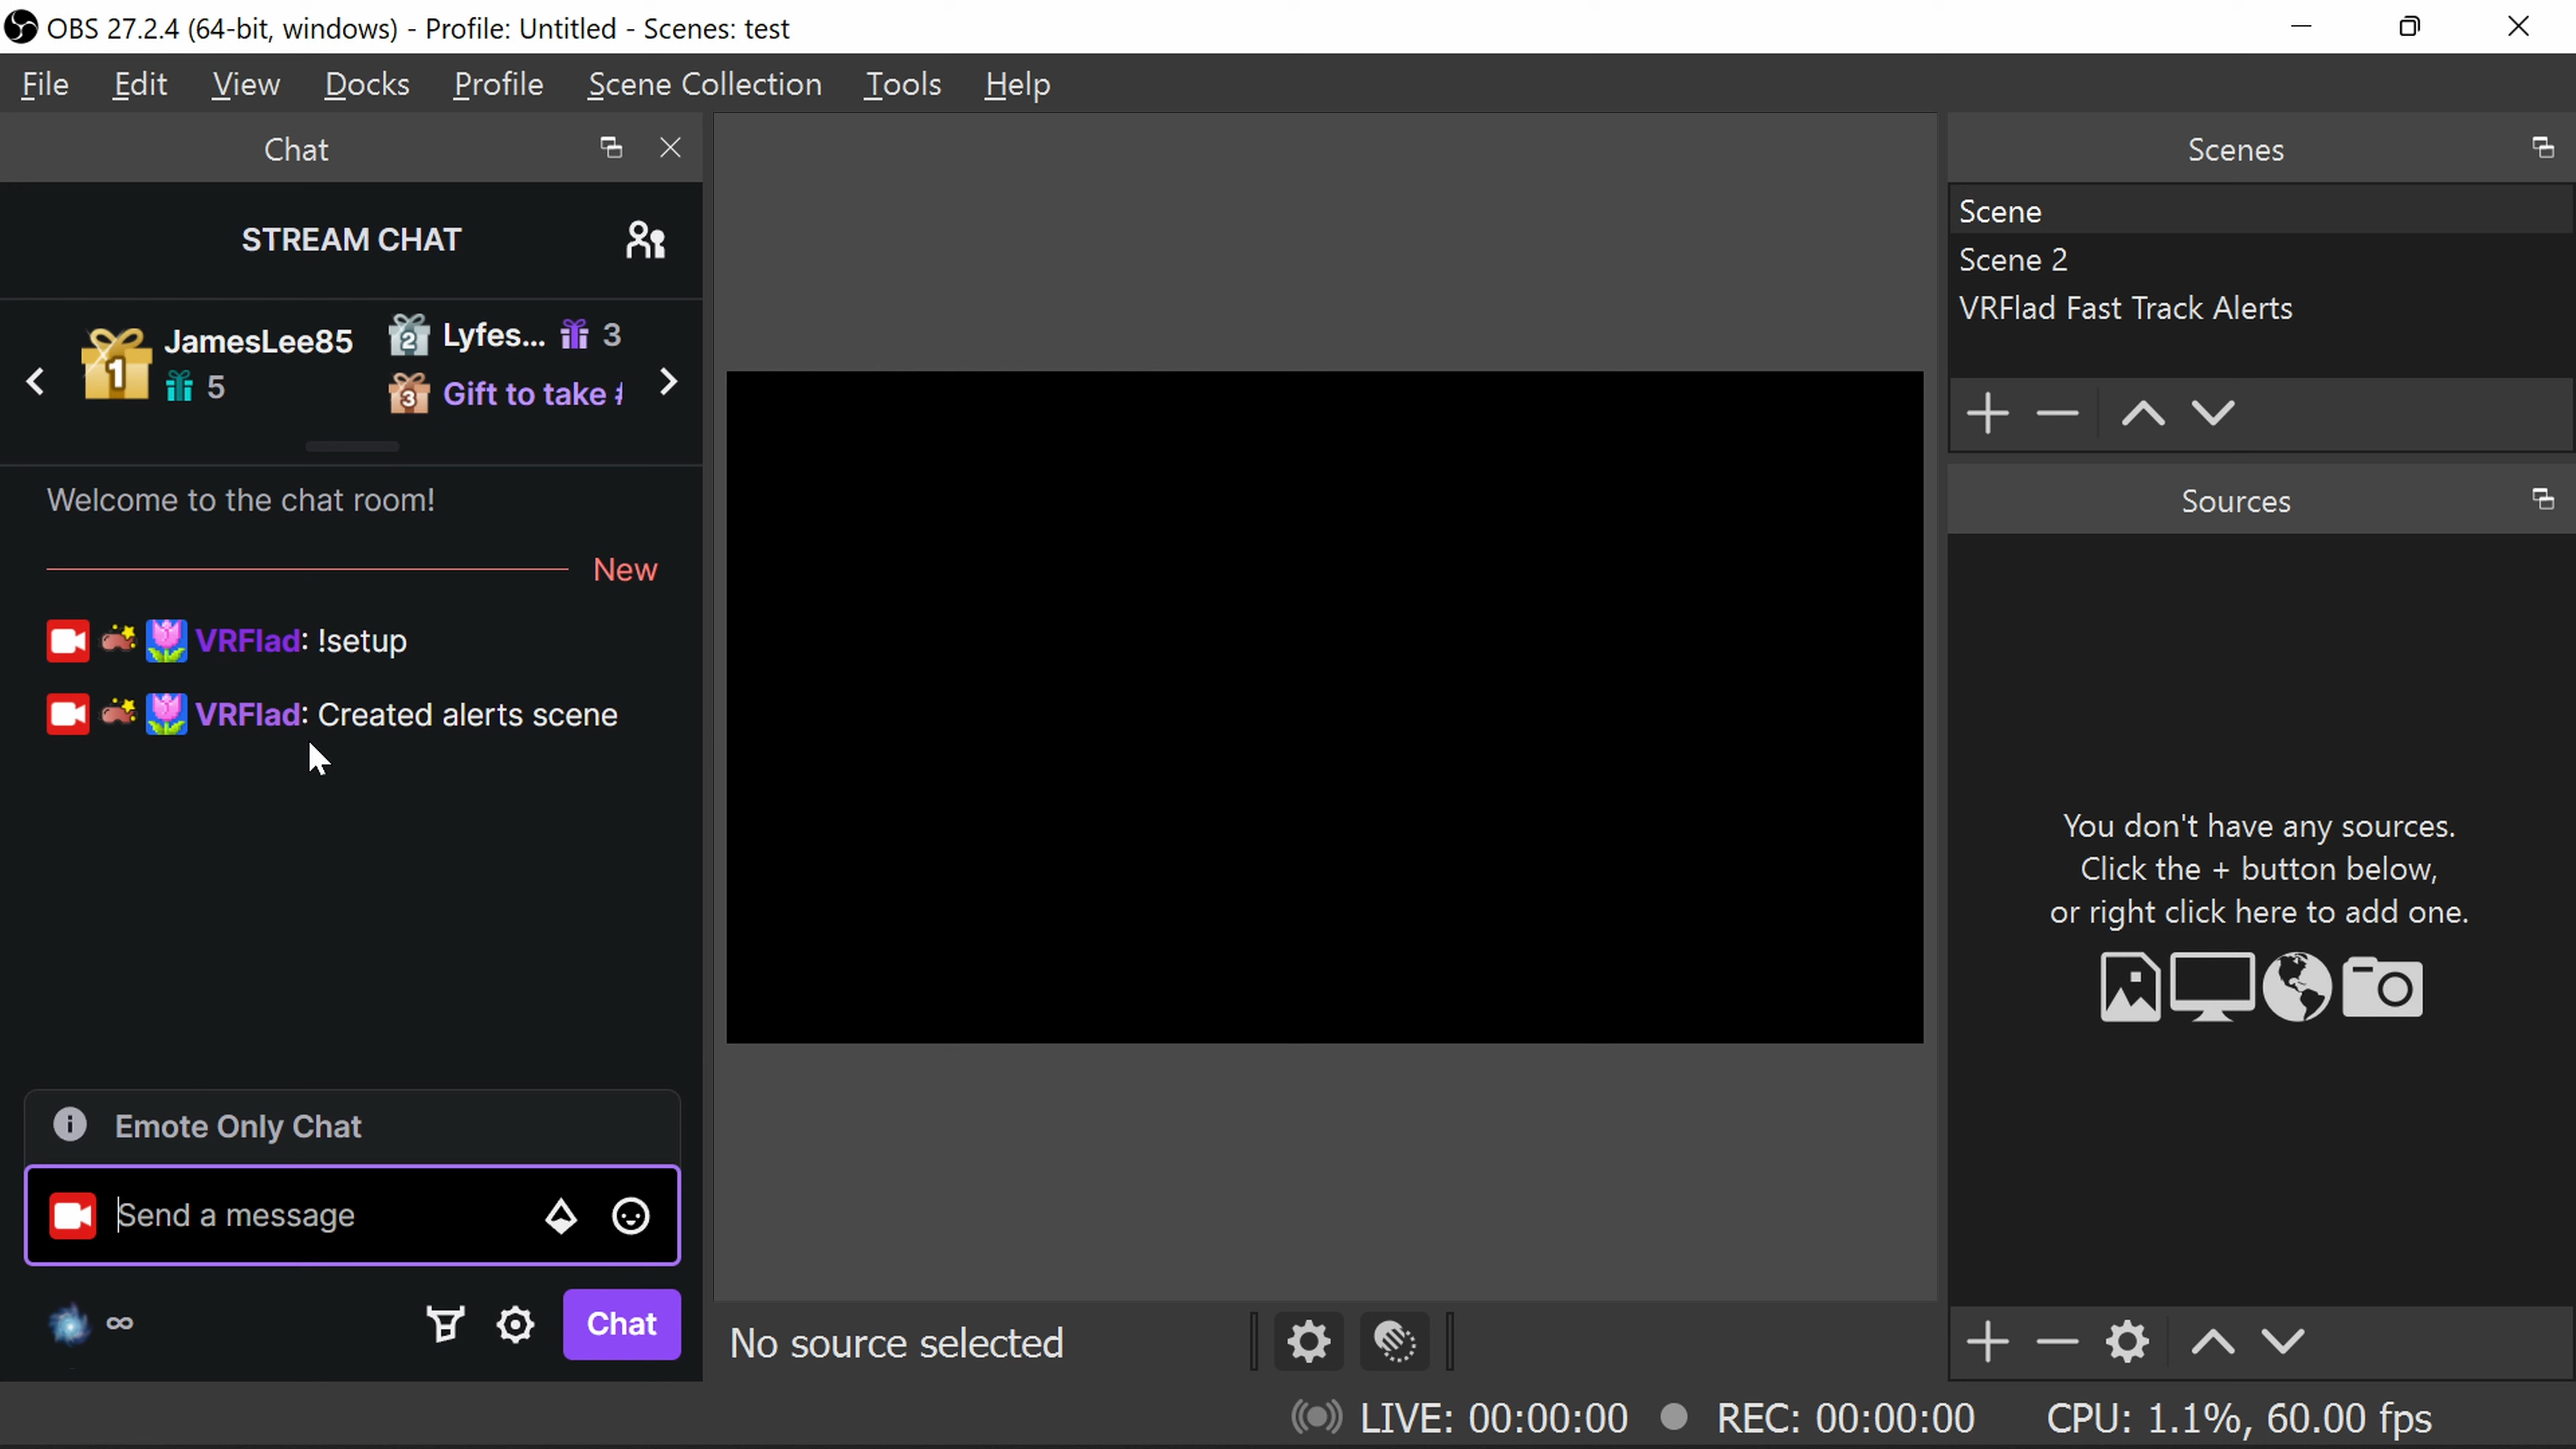 OBS 27.2.4 (64-bit, windows) - Profile: Untitled - Scenes: test
File Edit View Docks Profile Scene Collection Tools Help
Chat
STREAM CHAT
1 JamesLee85
5
2 Lyfes... 3
3 Gift to take #
Welcome to the chat room!
New
VRFlad: !setup
VRFlad: Created alerts scene
Emote Only Chat
Send a message
∞
Chat
No source selected
Scenes
Scene
Scene 2
VRFlad Fast Track Alerts
Sources
You don't have any sources.
Click the + button below,
or right click here to add one.
LIVE: 00:00:00 REC: 00:00:00 CPU: 1.1%, 60.00 fps